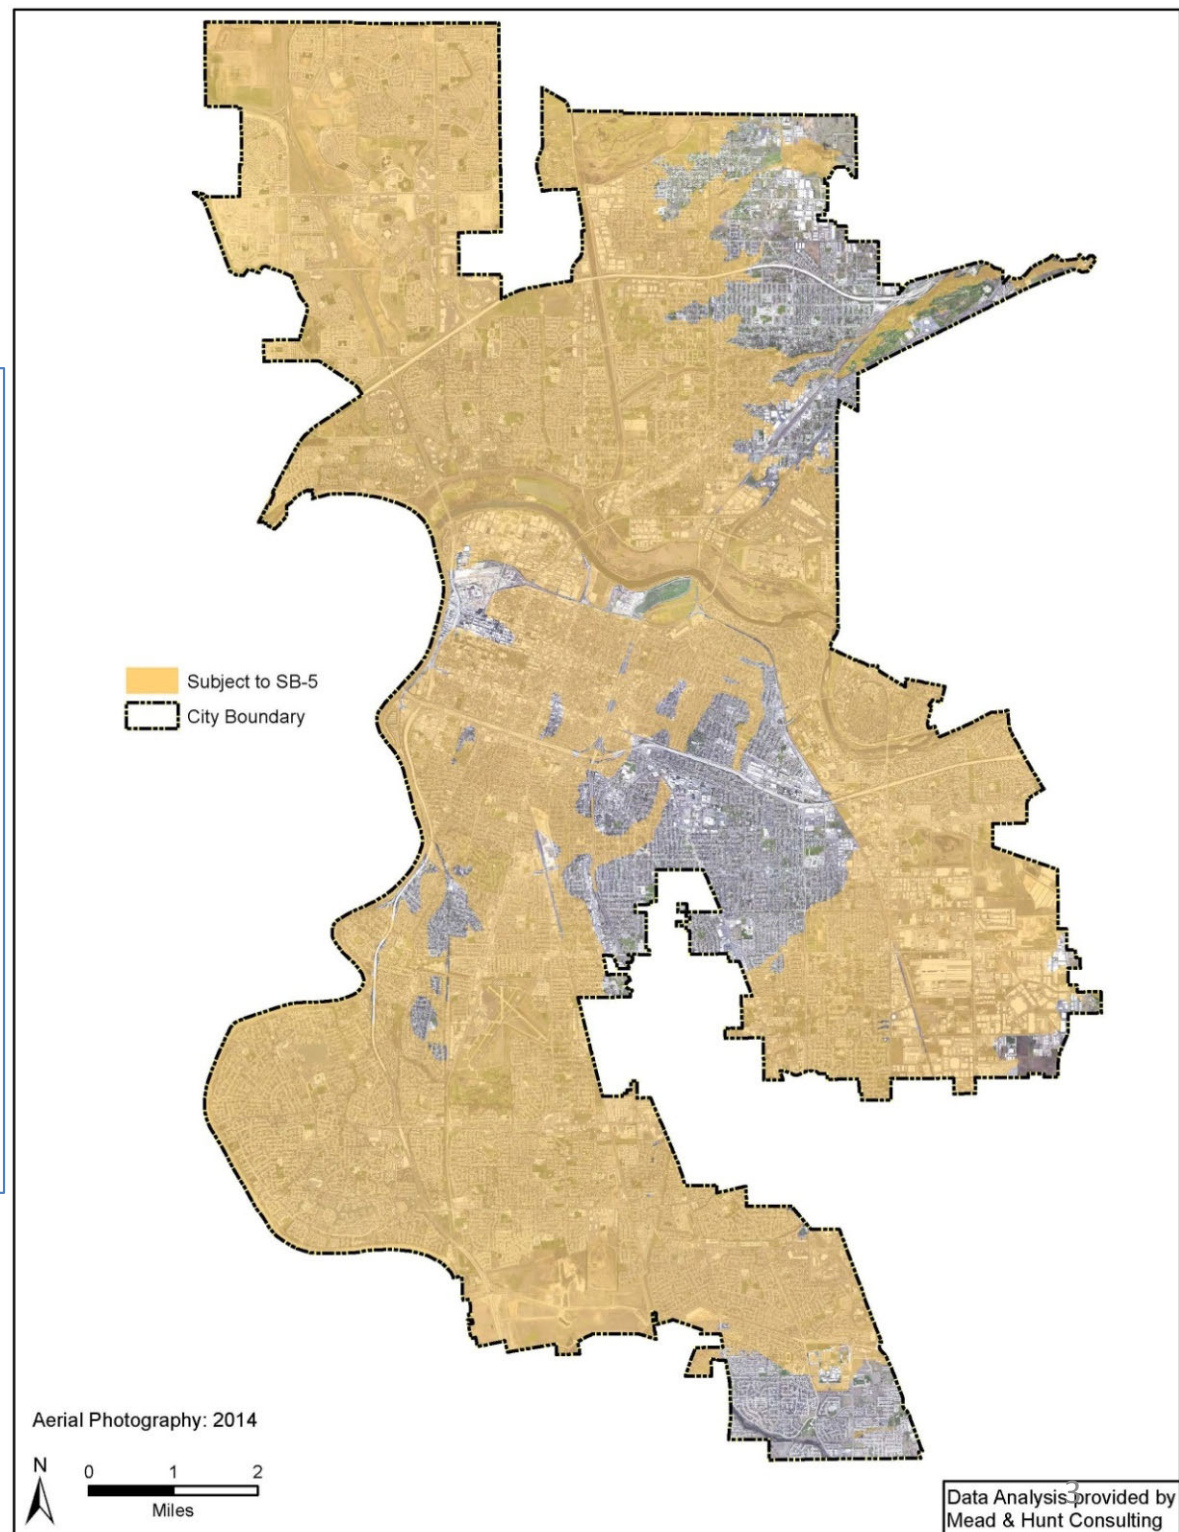 Subject to SB-5
City Boundary
Aerial Photography: 2014
N
0 1 2
Miles
3
Data Analysis provided by
Mead & Hunt Consulting